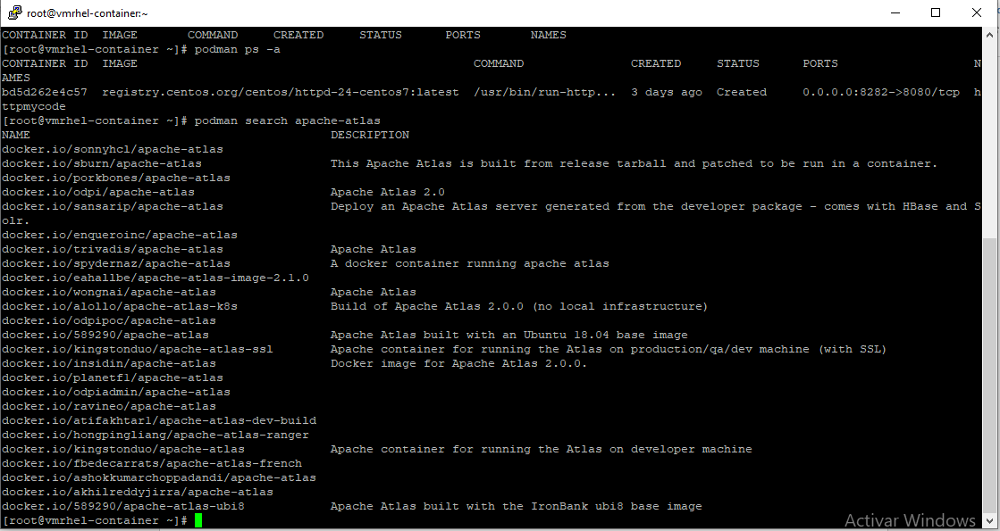 root@vmrhel-container:~
CONTAINER ID  IMAGE       COMMAND     CREATED     STATUS      PORTS       NAMES
[root@vmrhel-container ~]# podman ps -a
CONTAINER ID  IMAGE                                               COMMAND               CREATED     STATUS      PORTS                   N
AMES
bd5d262e4c57  registry.centos.org/centos/httpd-24-centos7:latest  /usr/bin/run-http...  3 days ago  Created     0.0.0.0:8282->8080/tcp  h
ttpmycode
[root@vmrhel-container ~]# podman search apache-atlas
NAME                                          DESCRIPTION
docker.io/sonnyhcl/apache-atlas
docker.io/sburn/apache-atlas                  This Apache Atlas is built from release tarball and patched to be run in a container.
docker.io/porkbones/apache-atlas
docker.io/odpi/apache-atlas                   Apache Atlas 2.0
docker.io/sansarip/apache-atlas               Deploy an Apache Atlas server generated from the developer package - comes with HBase and S
olr.
docker.io/enqueroinc/apache-atlas
docker.io/trivadis/apache-atlas               Apache Atlas
docker.io/spydernaz/apache-atlas              A docker container running apache atlas
docker.io/eahallbe/apache-atlas-image-2.1.0
docker.io/wongnai/apache-atlas                Apache Atlas
docker.io/alollo/apache-atlas-k8s             Build of Apache Atlas 2.0.0 (no local infrastructure)
docker.io/odpipoc/apache-atlas
docker.io/589290/apache-atlas                 Apache Atlas built with an Ubuntu 18.04 base image
docker.io/kingstonduo/apache-atlas-ssl        Apache container for running the Atlas on production/qa/dev machine (with SSL)
docker.io/insidin/apache-atlas                Docker image for Apache Atlas 2.0.0.
docker.io/planetf1/apache-atlas
docker.io/odpiadmin/apache-atlas
docker.io/ravineo/apache-atlas
docker.io/atifakhtar1/apache-atlas-dev-build
docker.io/hongpingliang/apache-atlas-ranger
docker.io/kingstonduo/apache-atlas            Apache container for running the Atlas on developer machine
docker.io/fbedecarrats/apache-atlas-french
docker.io/ashokkumarchoppadandi/apache-atlas
docker.io/akhilreddyjirra/apache-atlas
docker.io/589290/apache-atlas-ubi8            Apache Atlas built with the IronBank ubi8 base image
[root@vmrhel-container ~]#
Activar Windows